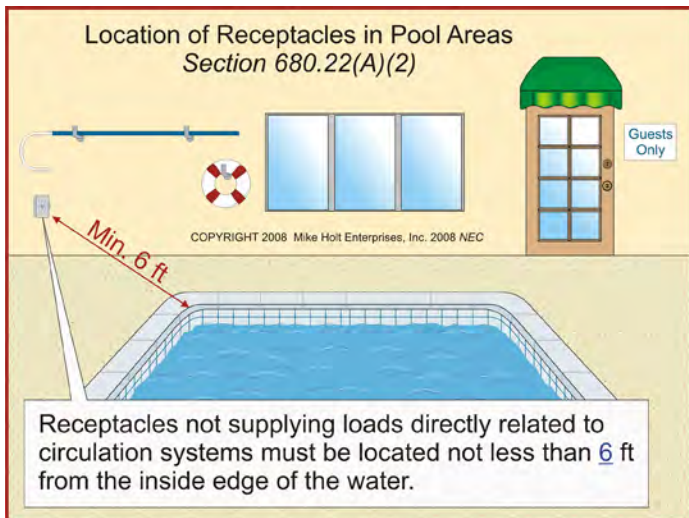 Location of Receptacles in Pool Areas
Section 680.22(A)(2)
Guests
Only
COPYRIGHT 2008 Mike Holt Enterprises, Inc. 2008 NEC
Min. 6 ft
Receptacles not supplying loads directly related to
circulation systems must be located not less than 6 ft
from the inside edge of the water.